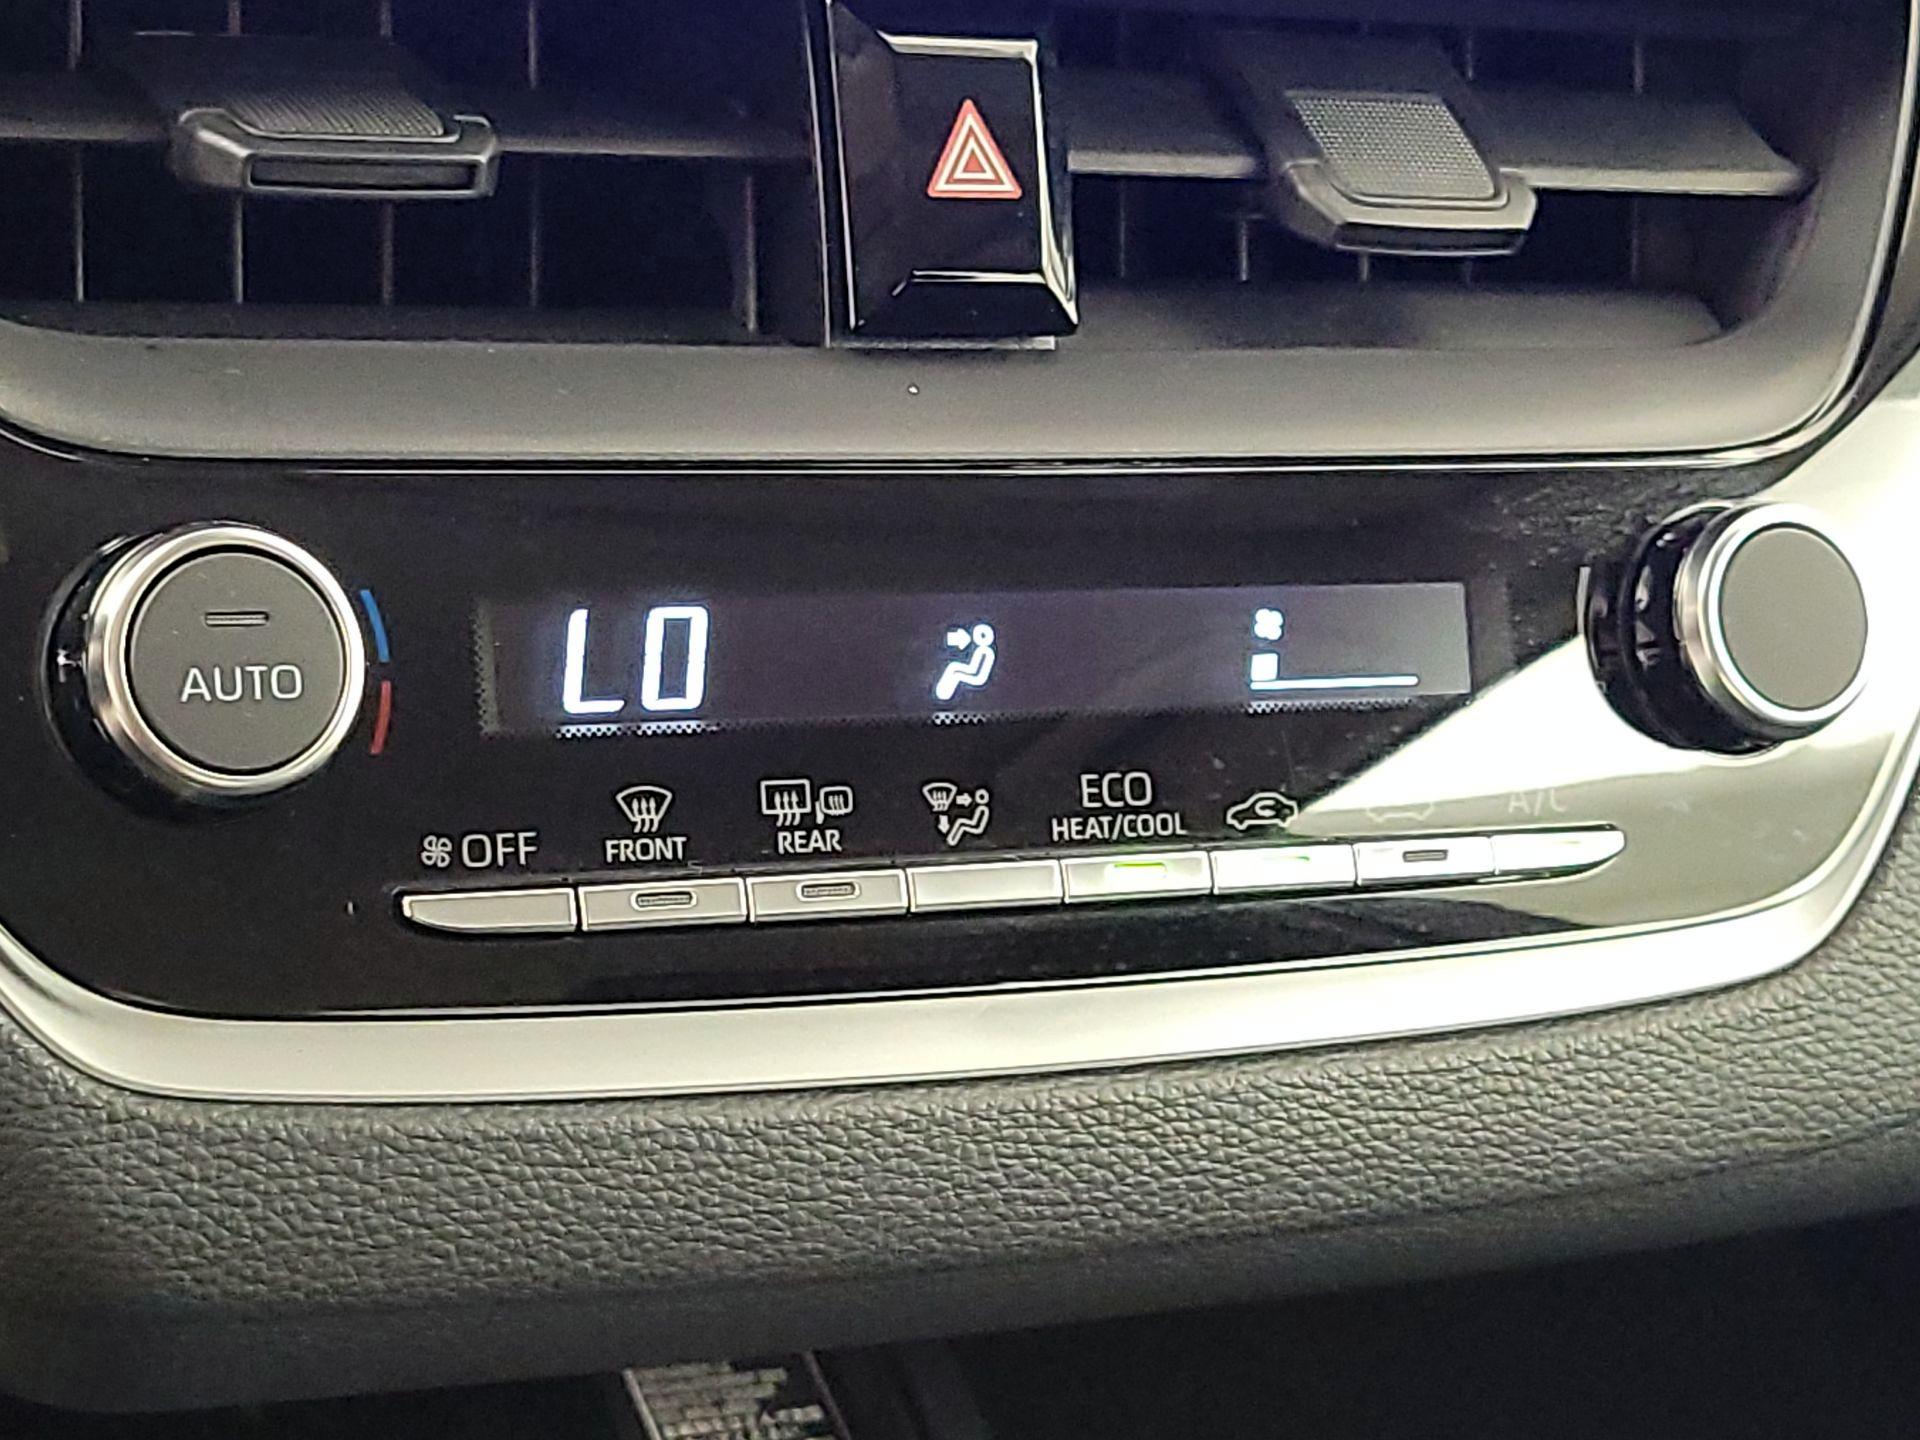 LO
AUTO
OFF
FRONT
REAR
ECO
HEAT/COOL
A/C